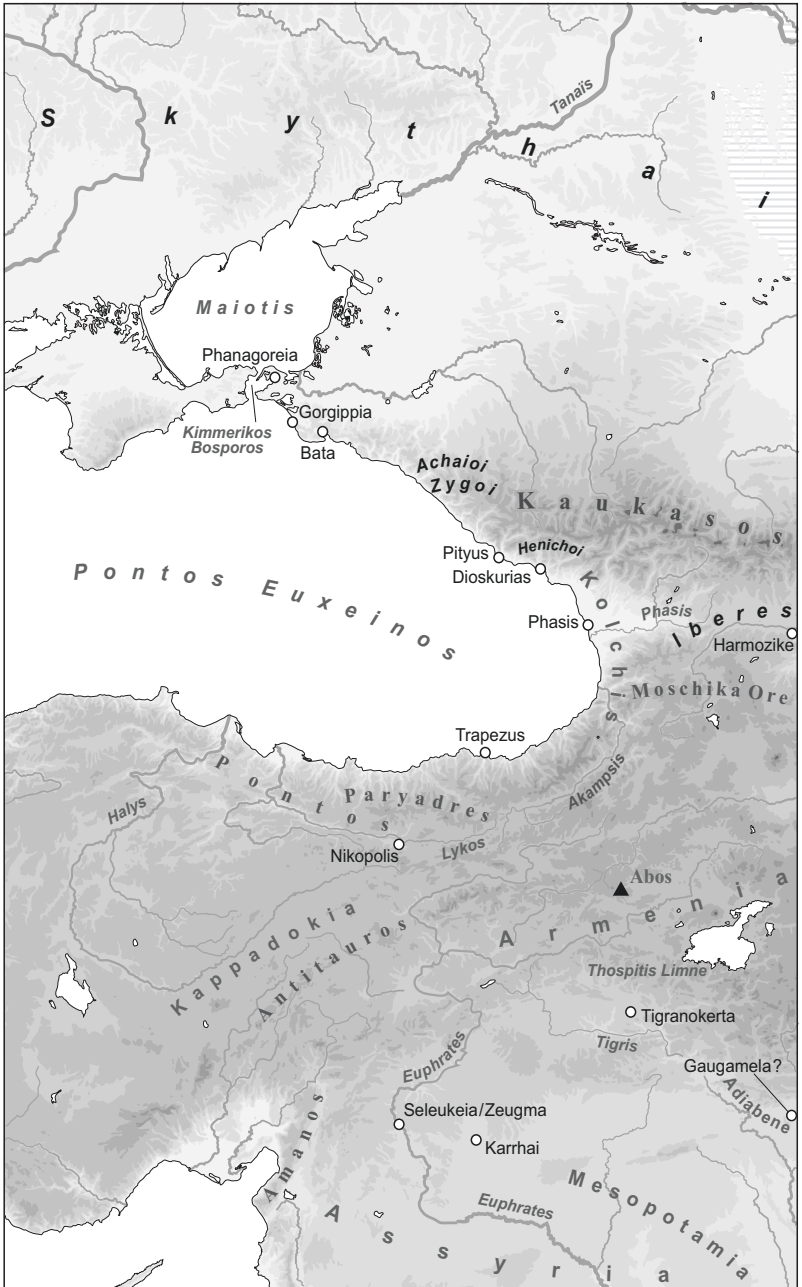 Skythai
Tanaïs
Maiotis
Phanagoreia
Gorgippia
Kimmerikos
Bosporos
Bata
Achaioi
Zygoi
Kaukasos
Henichoi
Pityus
Dioskurias
Pontos Euxeinos
Kolchis
Phasis
Phasis
Iberes
Harmozike
Moschika Ore
Trapezus
Akampsis
Pontos
Paryadres
Halys
Lykos
Nikopolis
Abos
Armenia
Kappadokia
Antitauros
Thospitis Limne
Tigranokerta
Tigris
Euphrates
Gaugamela?
Adiabene
Seleukeia/Zeugma
Karrhai
Amanos
Mesopotamia
Euphrates
Assyria